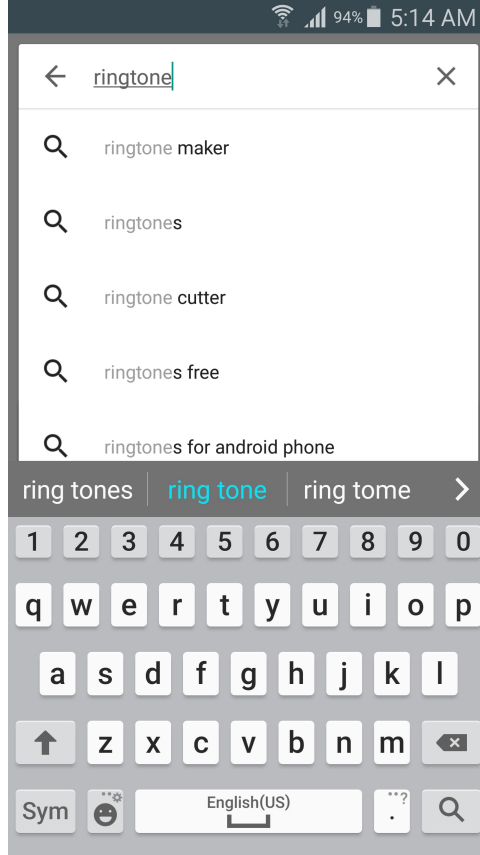 94% 5:14 AM
ringtone
ringtone maker
ringtones
ringtone cutter
ringtones free
ringtones for android phone
ring tones ring tone ring tome
1 2 3 4 5 6 7 8 9 0
q w e r t y u i o p
a s d f g h j k l
z x c v b n m
Sym English(US) . ?